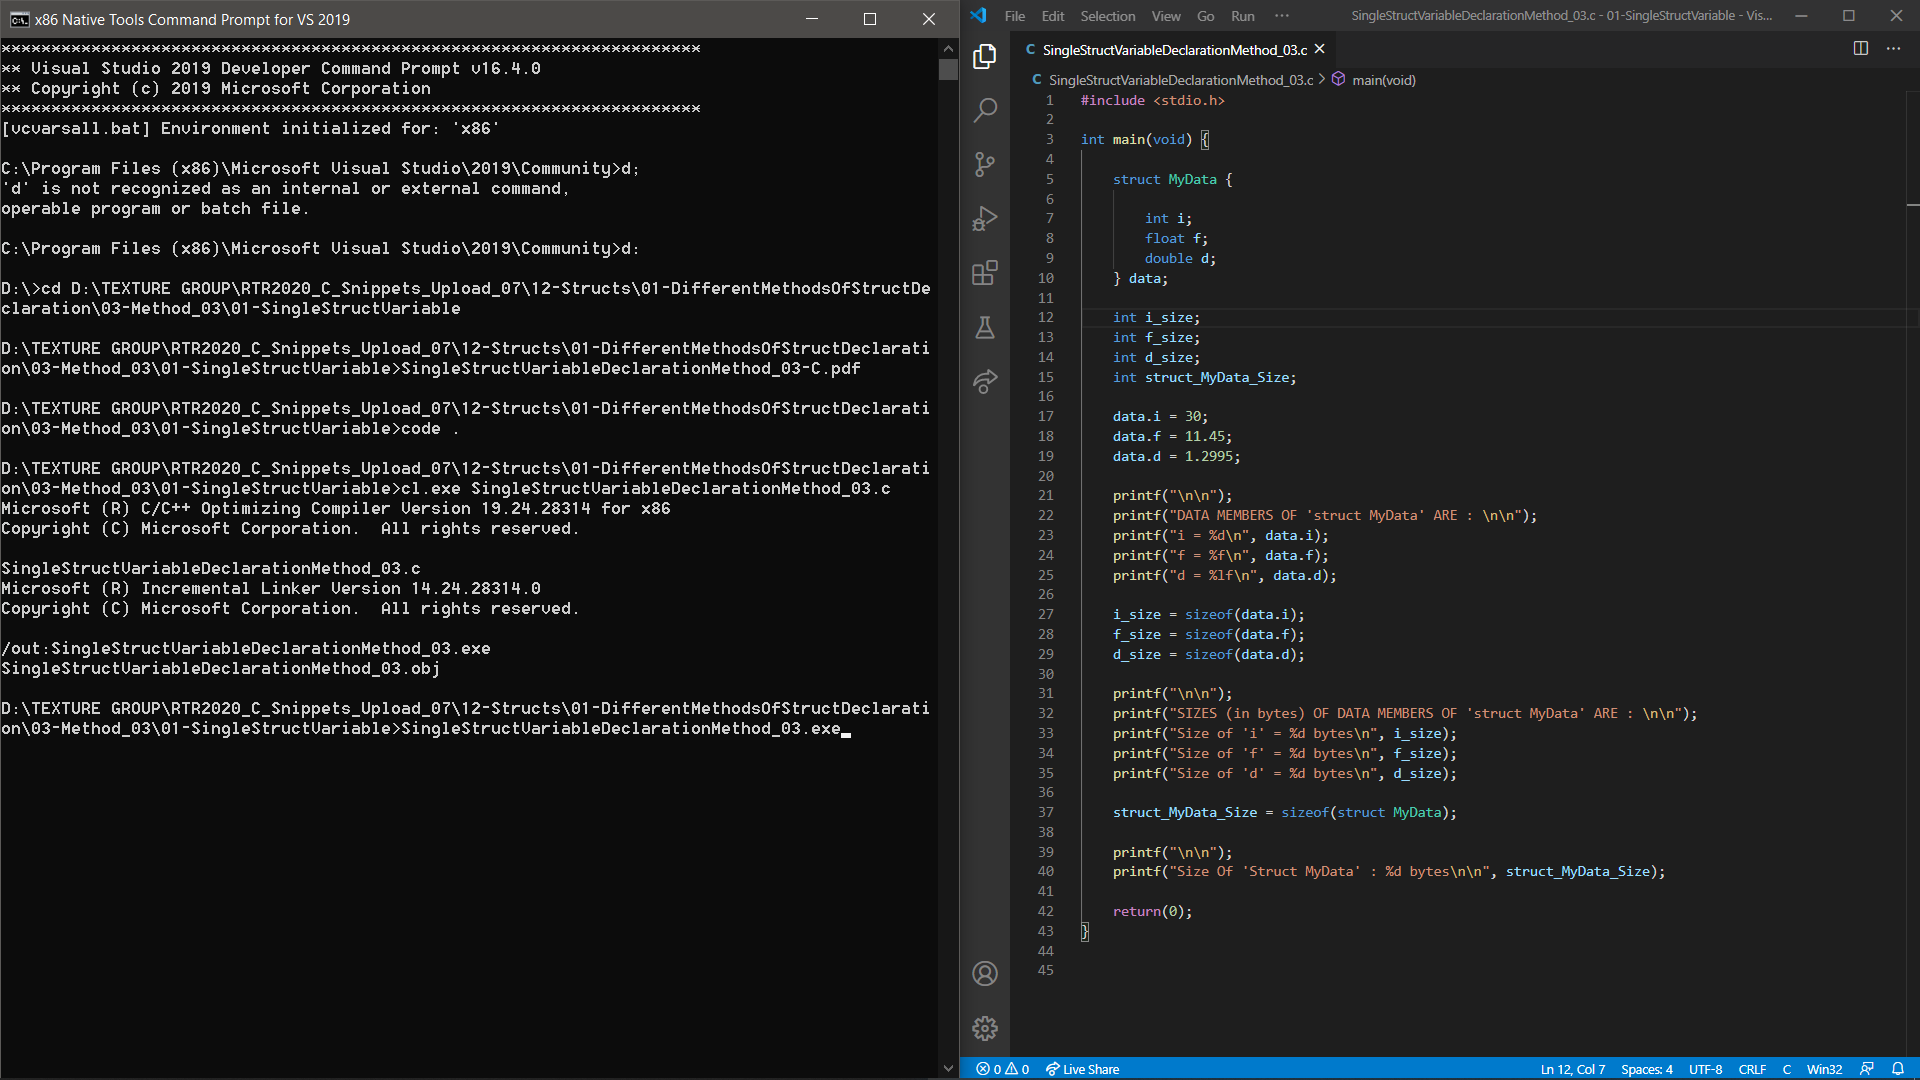 x86 Native Tools Command Prompt for VS 2019
**********************************************************************
** Visual Studio 2019 Developer Command Prompt v16.4.0
** Copyright (c) 2019 Microsoft Corporation
**********************************************************************
[vcvarsall.bat] Environment initialized for: 'x86'
C:\Program Files (x86)\Microsoft Visual Studio\2019\Community>d;
'd' is not recognized as an internal or external command,
operable program or batch file.
C:\Program Files (x86)\Microsoft Visual Studio\2019\Community>d:
D:\>cd D:\TEXTURE GROUP\RTR2020_C_Snippets_Upload_07\12-Structs\01-DifferentMethodsOfStructDe
claration\03-Method_03\01-SingleStructVariable
D:\TEXTURE GROUP\RTR2020_C_Snippets_Upload_07\12-Structs\01-DifferentMethodsOfStructDeclarati
on\03-Method_03\01-SingleStructVariable>SingleStructVariableDeclarationMethod_03-C.pdf
D:\TEXTURE GROUP\RTR2020_C_Snippets_Upload_07\12-Structs\01-DifferentMethodsOfStructDeclarati
on\03-Method_03\01-SingleStructVariable>code .
D:\TEXTURE GROUP\RTR2020_C_Snippets_Upload_07\12-Structs\01-DifferentMethodsOfStructDeclarati
on\03-Method_03\01-SingleStructVariable>cl.exe SingleStructVariableDeclarationMethod_03.c
Microsoft (R) C/C++ Optimizing Compiler Version 19.24.28314 for x86
Copyright (C) Microsoft Corporation.  All rights reserved.
SingleStructVariableDeclarationMethod_03.c
Microsoft (R) Incremental Linker Version 14.24.28314.0
Copyright (C) Microsoft Corporation.  All rights reserved.
/out:SingleStructVariableDeclarationMethod_03.exe
SingleStructVariableDeclarationMethod_03.obj
D:\TEXTURE GROUP\RTR2020_C_Snippets_Upload_07\12-Structs\01-DifferentMethodsOfStructDeclarati
on\03-Method_03\01-SingleStructVariable>SingleStructVariableDeclarationMethod_03.exe
File Edit Selection View Go Run ··· SingleStructVariableDeclarationMethod_03.c - 01-SingleStructVariable - Vis...
C SingleStructVariableDeclarationMethod_03.c
C SingleStructVariableDeclarationMethod_03.c > main(void)
1 #include <stdio.h>
2
3 int main(void) {
4
5 struct MyData {
6
7 int i;
8 float f;
9 double d;
10 } data;
11
12 int i_size;
13 int f_size;
14 int d_size;
15 int struct_MyData_Size;
16
17 data.i = 30;
18 data.f = 11.45;
19 data.d = 1.2995;
20
21 printf("\n\n");
22 printf("DATA MEMBERS OF 'struct MyData' ARE : \n\n");
23 printf("i = %d\n", data.i);
24 printf("f = %f\n", data.f);
25 printf("d = %lf\n", data.d);
26
27 i_size = sizeof(data.i);
28 f_size = sizeof(data.f);
29 d_size = sizeof(data.d);
30
31 printf("\n\n");
32 printf("SIZES (in bytes) OF DATA MEMBERS OF 'struct MyData' ARE : \n\n");
33 printf("Size of 'i' = %d bytes\n", i_size);
34 printf("Size of 'f' = %d bytes\n", f_size);
35 printf("Size of 'd' = %d bytes\n", d_size);
36
37 struct_MyData_Size = sizeof(struct MyData);
38
39 printf("\n\n");
40 printf("Size Of 'Struct MyData' : %d bytes\n\n", struct_MyData_Size);
41
42 return(0);
43 }
44
45
0 0 Live Share Ln 12, Col 7 Spaces: 4 UTF-8 CRLF C Win32